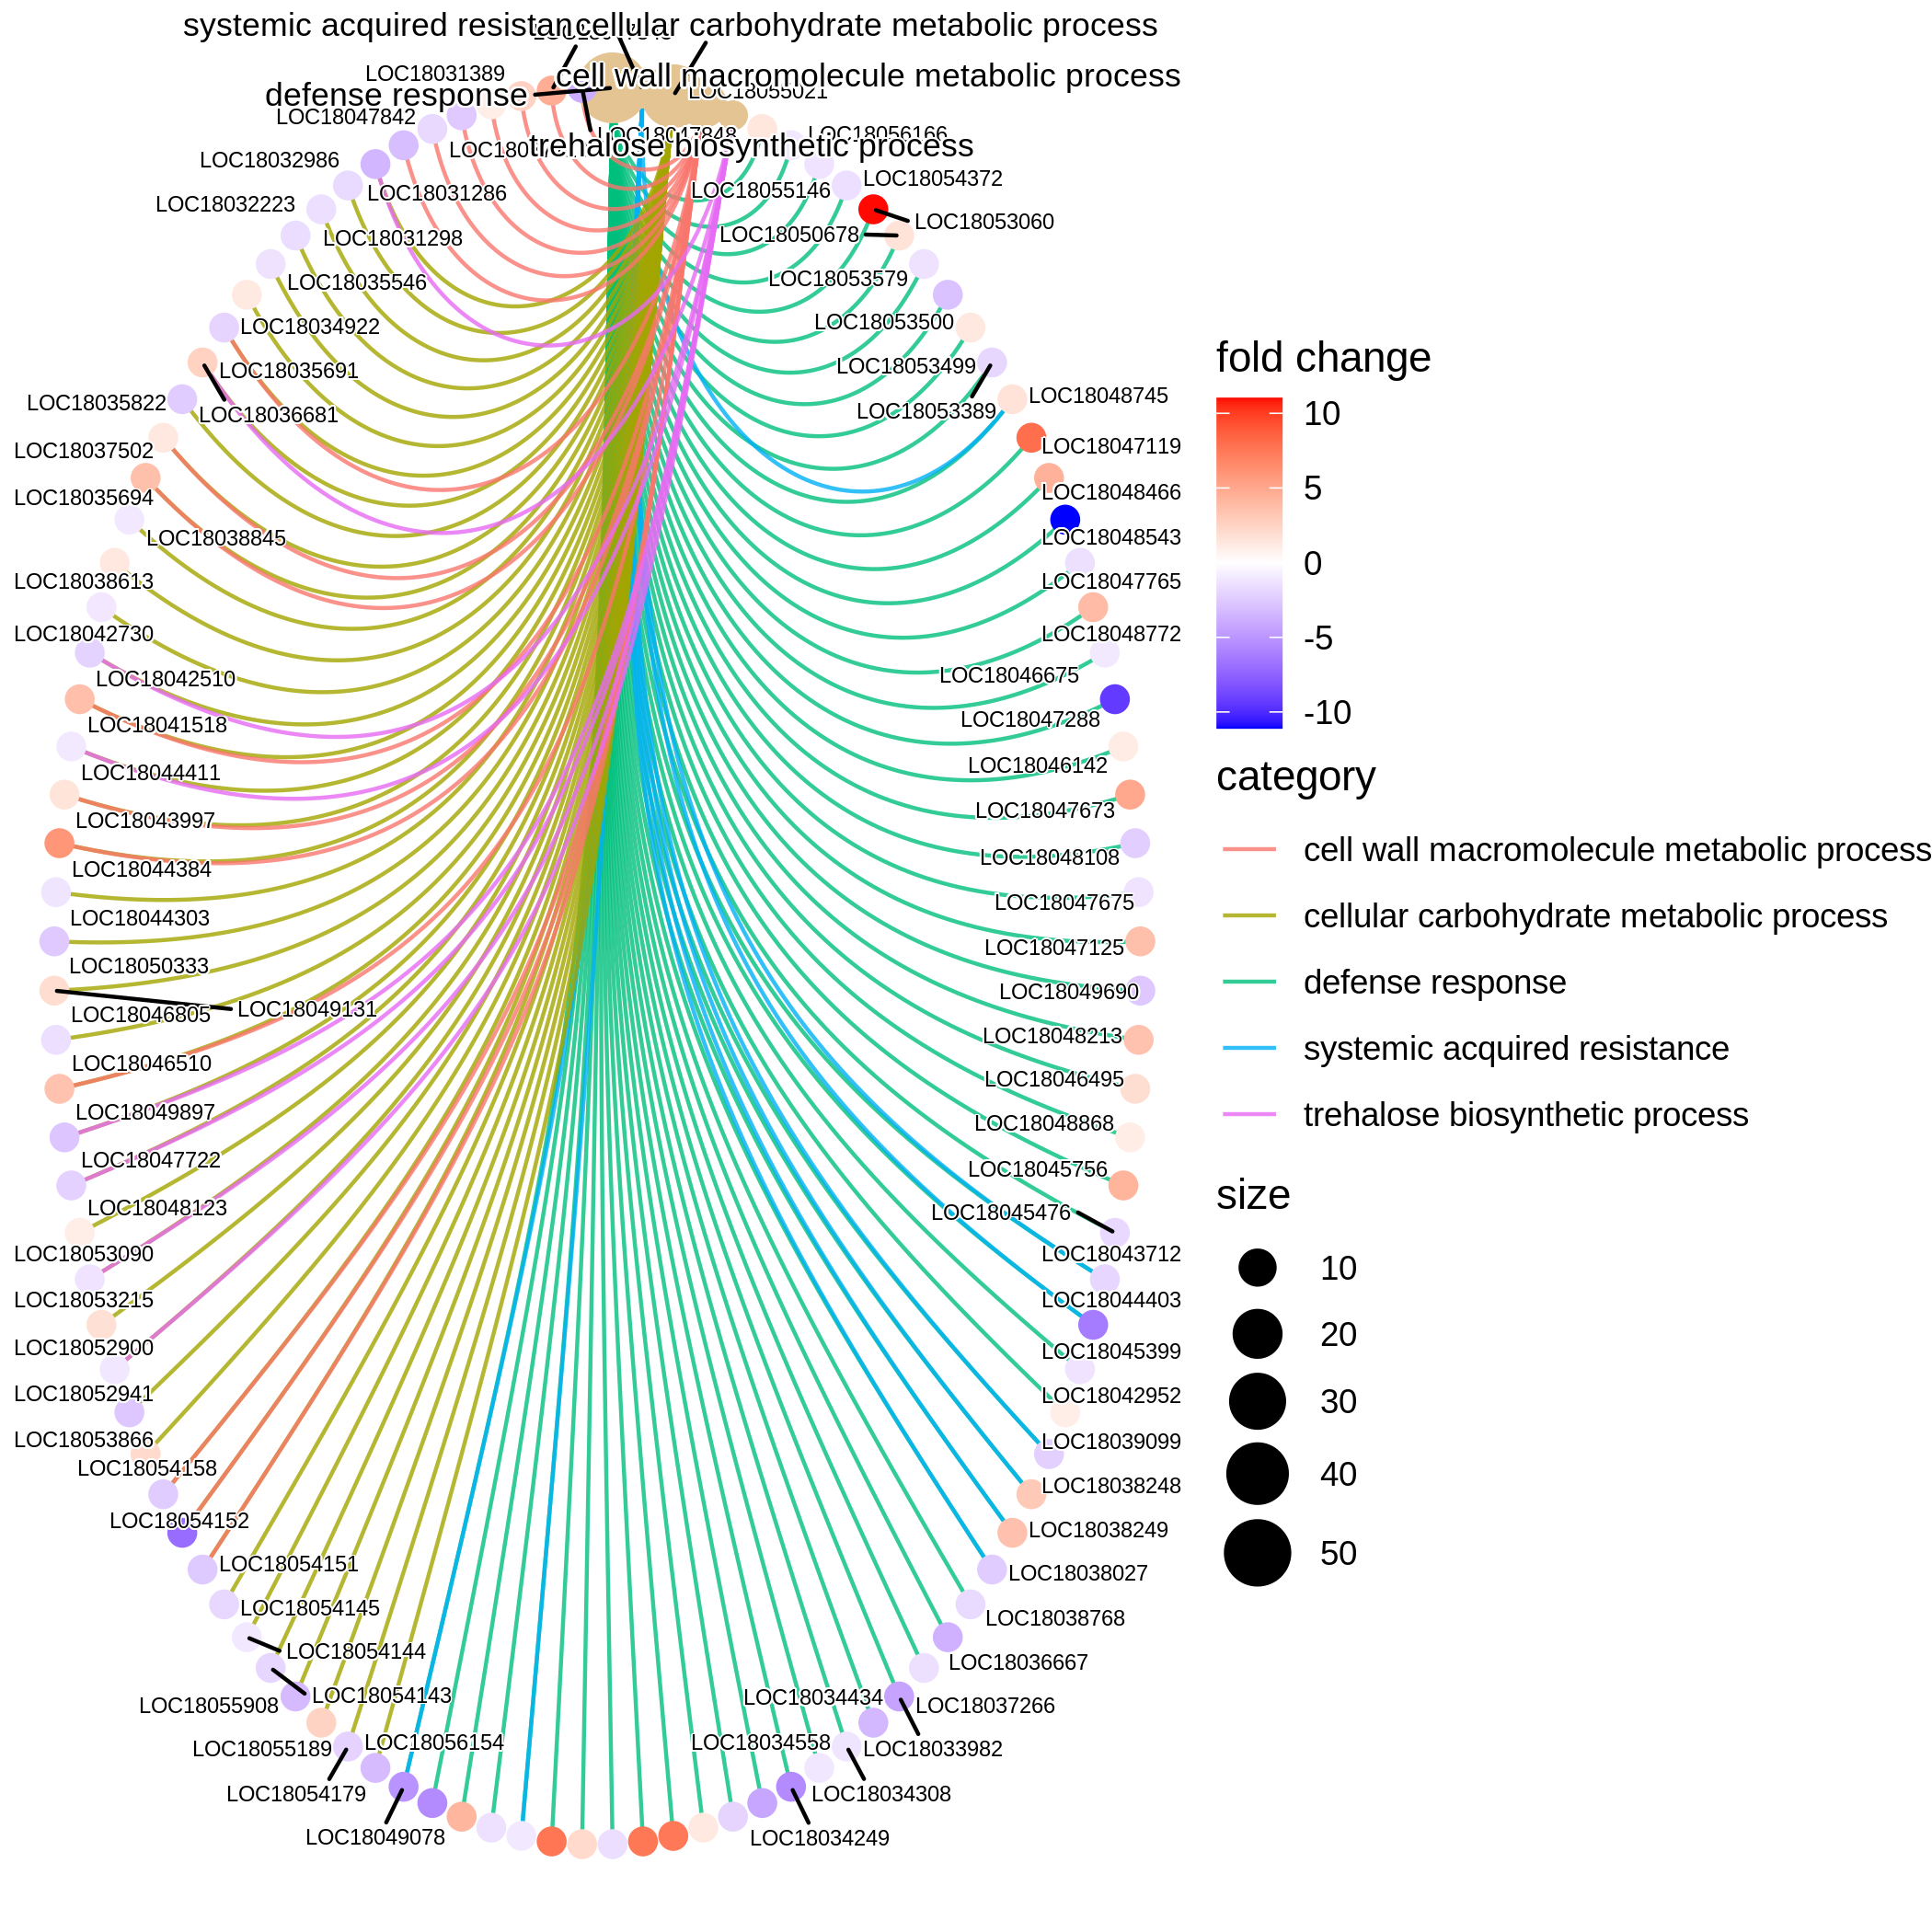 systemic acquired resistan
cellular carbohydrate metabolic process
LOC18031389
cell wall macromolecule metabolic process
defense response
LOC18055021
LOC18047842
LOC18047848
LOC18056166
trehalose biosynthetic process
LOC18032986
LOC18031286
LOC18055146
LOC18054372
LOC18032223
LOC18053060
LOC18031298
LOC18050678
LOC18035546
LOC18053579
LOC18034922
LOC18053500
LOC18035691
LOC18053499
LOC18035822
LOC18036681
LOC18053389
LOC18048745
LOC18037502
LOC18047119
LOC18035694
LOC18048466
LOC18038845
LOC18048543
LOC18038613
LOC18047765
LOC18042730
LOC18048772
LOC18042510
LOC18046675
LOC18041518
LOC18047288
LOC18044411
LOC18046142
LOC18043997
LOC18047673
LOC18044384
LOC18048108
LOC18044303
LOC18047675
LOC18050333
LOC18047125
LOC18046805
LOC18049131
LOC18049690
LOC18046510
LOC18048213
LOC18049897
LOC18046495
LOC18047722
LOC18048868
LOC18048123
LOC18045756
LOC18053090
LOC18045476
LOC18043712
LOC18053215
LOC18044403
LOC18052900
LOC18045399
LOC18052941
LOC18042952
LOC18053866
LOC18039099
LOC18054158
LOC18038248
LOC18054152
LOC18038249
LOC18054151
LOC18038027
LOC18054145
LOC18038768
LOC18054144
LOC18036667
LOC18055908
LOC18054143
LOC18034434
LOC18037266
LOC18055189
LOC18056154
LOC18034558
LOC18033982
LOC18054179
LOC18034308
LOC18049078
LOC18034249
fold change
10
5
0
-5
-10
category
cell wall macromolecule metabolic process
cellular carbohydrate metabolic process
defense response
systemic acquired resistance
trehalose biosynthetic process
size
10
20
30
40
50